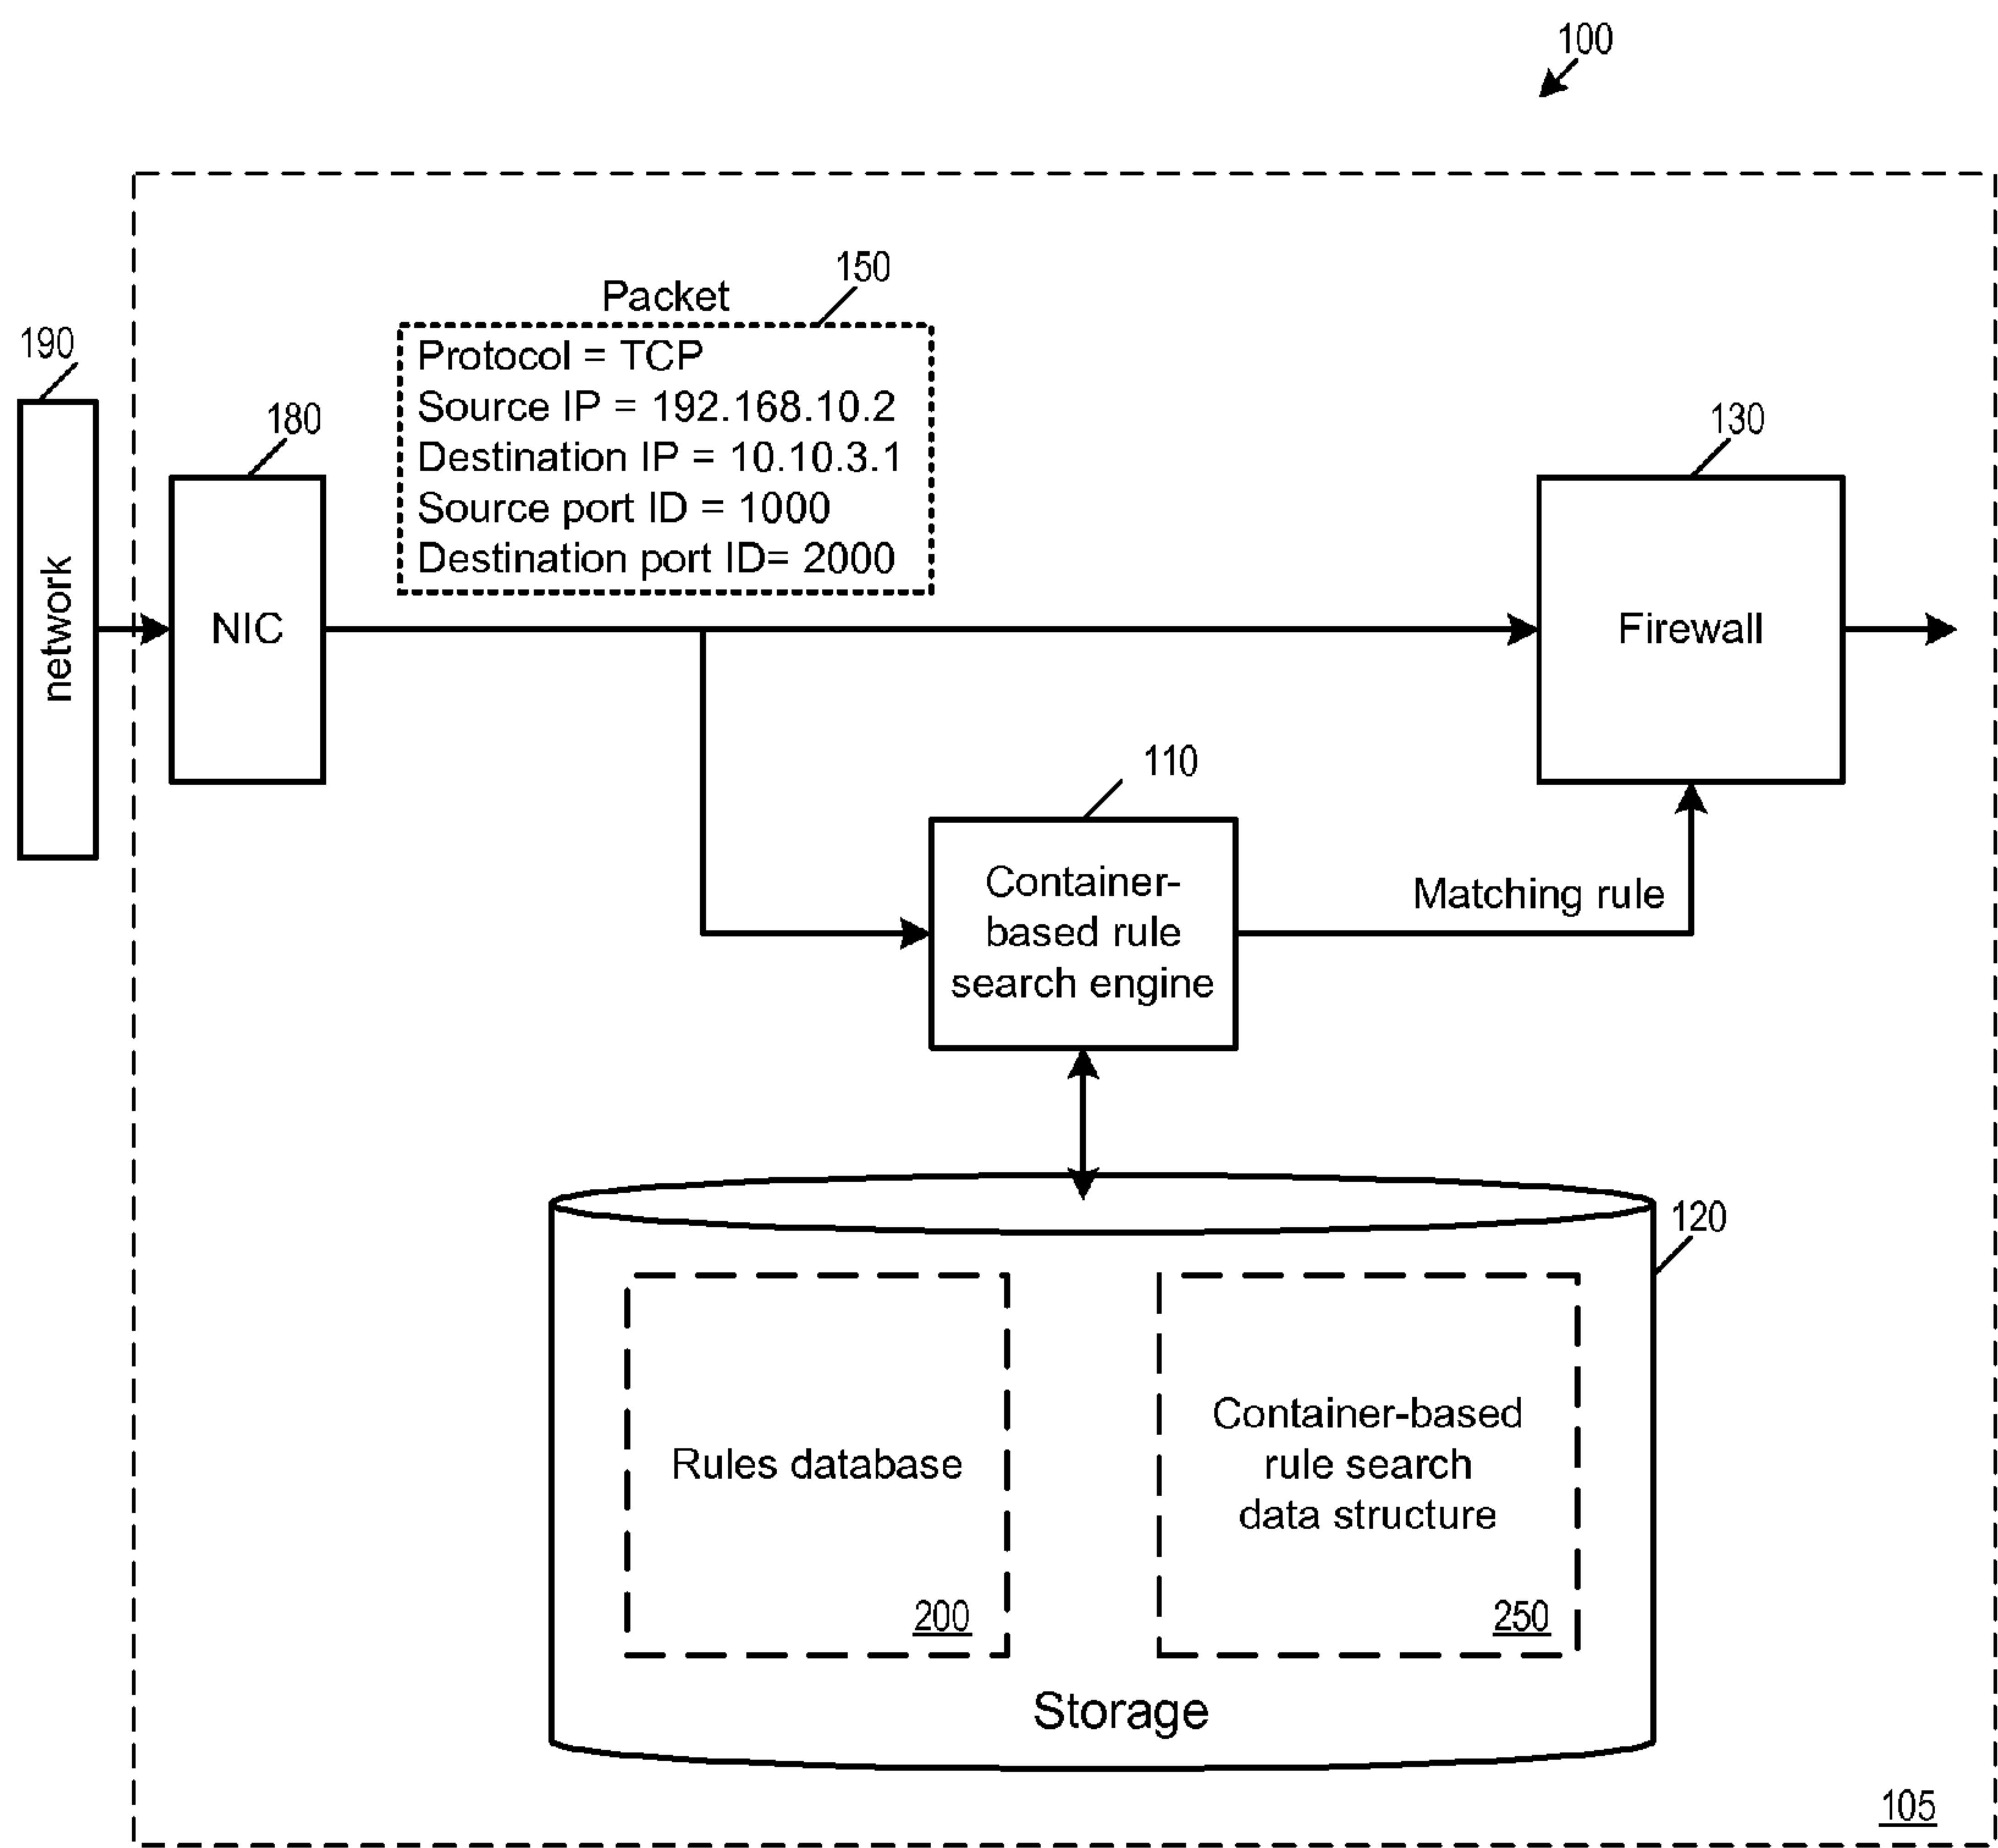 100
150
Packet
Protocol = TCP
Source IP = 192.168.10.2
Destination IP = 10.10.3.1
Source port ID = 1000
Destination port ID= 2000
190
network
180
NIC
130
Firewall
110
Container-
based rule
search engine
Matching rule
120
Rules database
200
Container-based
rule search
data structure
250
Storage
105